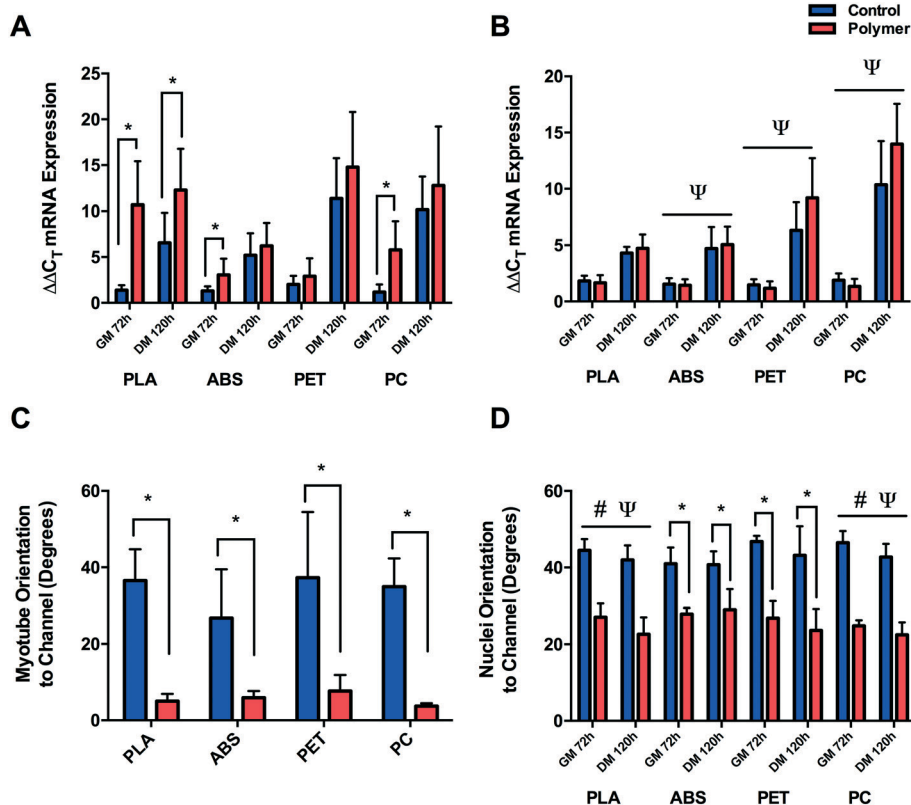 Control
Polymer
A
ΔΔCT mRNA Expression
25
20
15
10
5
0
*
*
*
*
GM 72h
DM 120h
GM 72h
DM 120h
GM 72h
DM 120h
GM 72h
DM 120h
PLA
ABS
PET
PC
B
ΔΔCT mRNA Expression
20
15
10
5
0
Ψ
Ψ
Ψ
GM 72h
DM 120h
GM 72h
DM 120h
GM 72h
DM 120h
GM 72h
DM 120h
PLA
ABS
PET
PC
C
Myotube Orientation
to Channel (Degrees)
60
40
20
0
*
*
*
*
PLA
ABS
PET
PC
D
Nuclei Orientation
to Channel (Degrees)
60
40
20
0
# Ψ
*
*
*
*
# Ψ
GM 72h
DM 120h
GM 72h
DM 120h
GM 72h
DM 120h
GM 72h
DM 120h
PLA
ABS
PET
PC